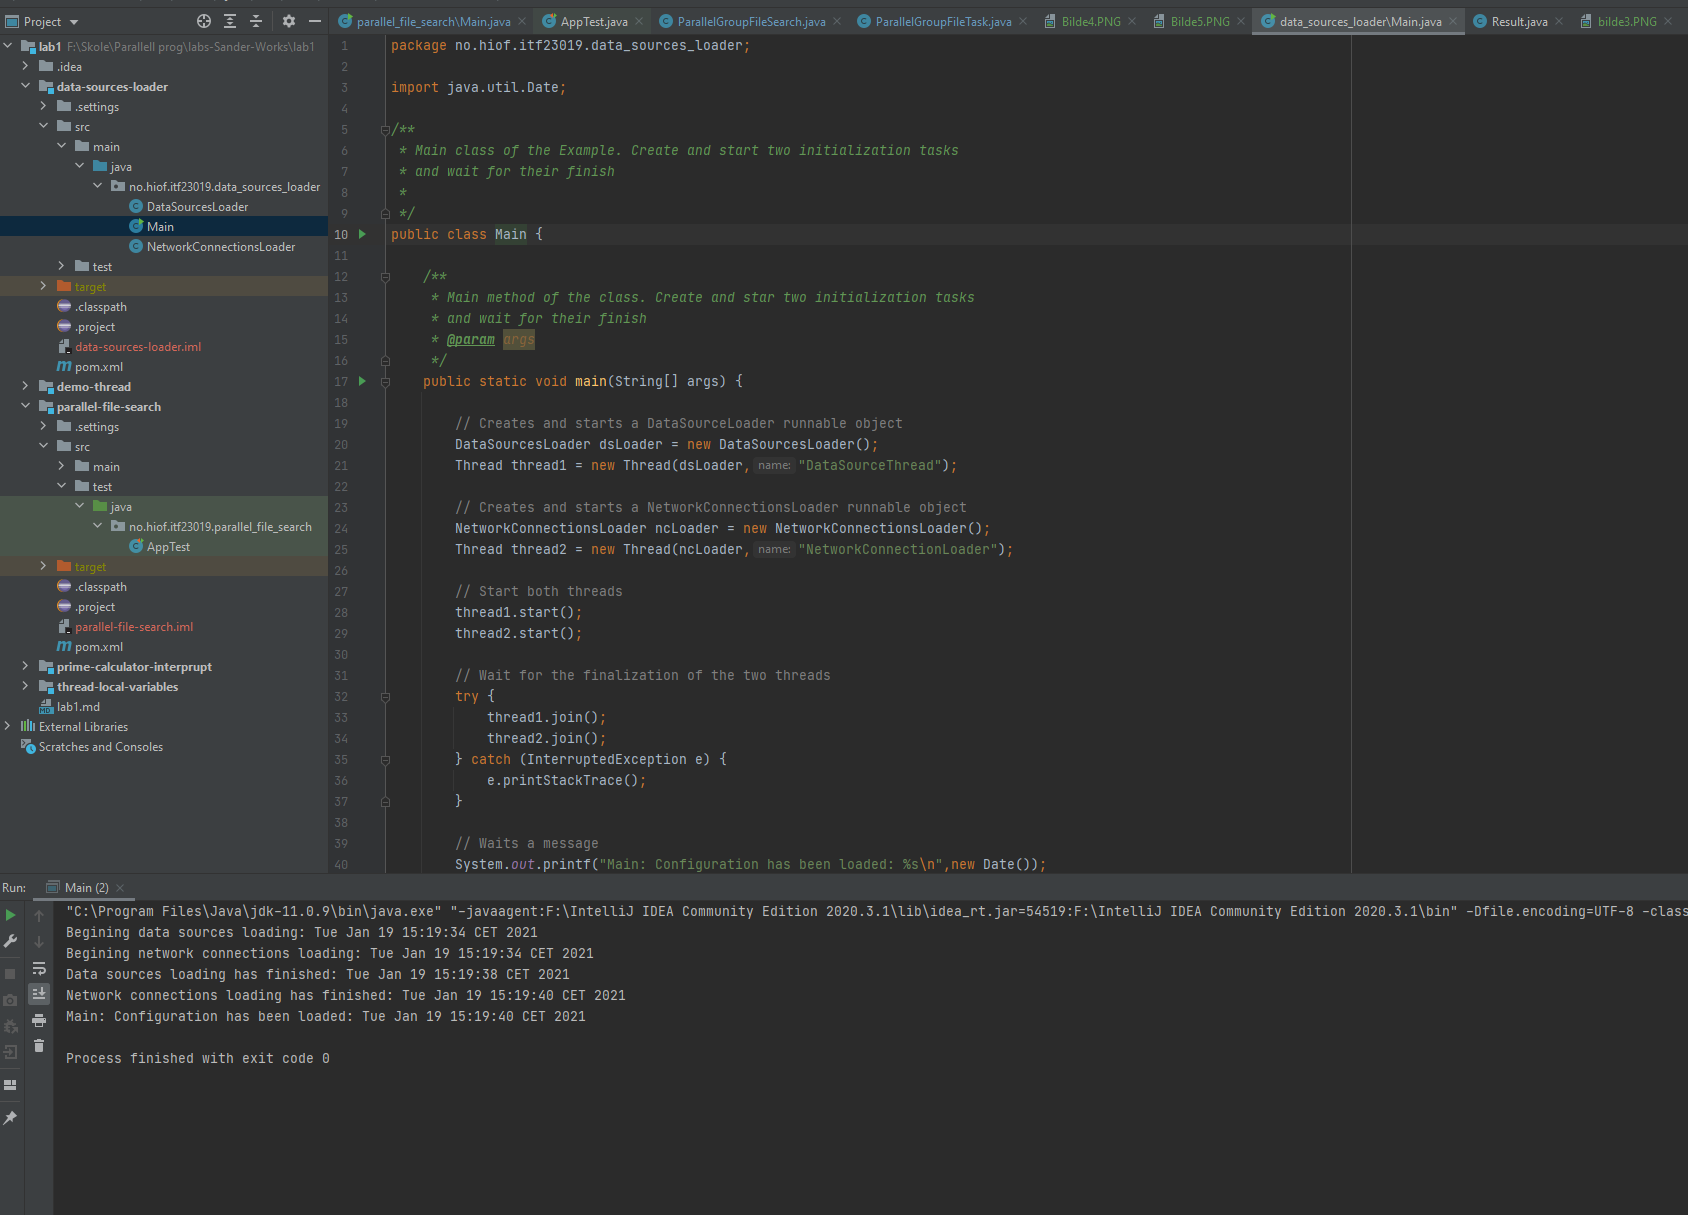 Project
parallel_file_search\Main.java
AppTest.java
ParallelGroupFileSearch.java
ParallelGroupFileTask.java
Bilde4.PNG
Bilde5.PNG
data_sources_loader\Main.java
Result.java
bilde3.PNG
lab1 F:\Skole\Parallell prog\labs-Sander-Works\lab1
.idea
data-sources-loader
.settings
src
main
java
no.hiof.itf23019.data_sources_loader
DataSourcesLoader
Main
NetworkConnectionsLoader
test
target
.classpath
.project
data-sources-loader.iml
pom.xml
demo-thread
parallel-file-search
.settings
src
main
test
java
no.hiof.itf23019.parallel_file_search
AppTest
target
.classpath
.project
parallel-file-search.iml
pom.xml
prime-calculator-interprupt
thread-local-variables
lab1.md
External Libraries
Scratches and Consoles
1 package no.hiof.itf23019.data_sources_loader;
2
3 import java.util.Date;
4
5 /**
6 * Main class of the Example. Create and start two initialization tasks
7 * and wait for their finish
8 *
9 */
10 public class Main {
11
12 /**
13 * Main method of the class. Create and star two initialization tasks
14 * and wait for their finish
15 * @param args
16 */
17 public static void main(String[] args) {
18
19 // Creates and starts a DataSourceLoader runnable object
20 DataSourcesLoader dsLoader = new DataSourcesLoader();
21 Thread thread1 = new Thread(dsLoader, name: "DataSourceThread");
22
23 // Creates and starts a NetworkConnectionsLoader runnable object
24 NetworkConnectionsLoader ncLoader = new NetworkConnectionsLoader();
25 Thread thread2 = new Thread(ncLoader, name: "NetworkConnectionLoader");
26
27 // Start both threads
28 thread1.start();
29 thread2.start();
30
31 // Wait for the finalization of the two threads
32 try {
33 thread1.join();
34 thread2.join();
35 } catch (InterruptedException e) {
36 e.printStackTrace();
37 }
38
39 // Waits a message
40 System.out.printf("Main: Configuration has been loaded: %s\n",new Date());
Run: Main (2)
"C:\Program Files\Java\jdk-11.0.9\bin\java.exe" "-javaagent:F:\IntelliJ IDEA Community Edition 2020.3.1\lib\idea_rt.jar=54519:F:\IntelliJ IDEA Community Edition 2020.3.1\bin" -Dfile.encoding=UTF-8 -class
Begining data sources loading: Tue Jan 19 15:19:34 CET 2021
Begining network connections loading: Tue Jan 19 15:19:34 CET 2021
Data sources loading has finished: Tue Jan 19 15:19:38 CET 2021
Network connections loading has finished: Tue Jan 19 15:19:40 CET 2021
Main: Configuration has been loaded: Tue Jan 19 15:19:40 CET 2021
Process finished with exit code 0